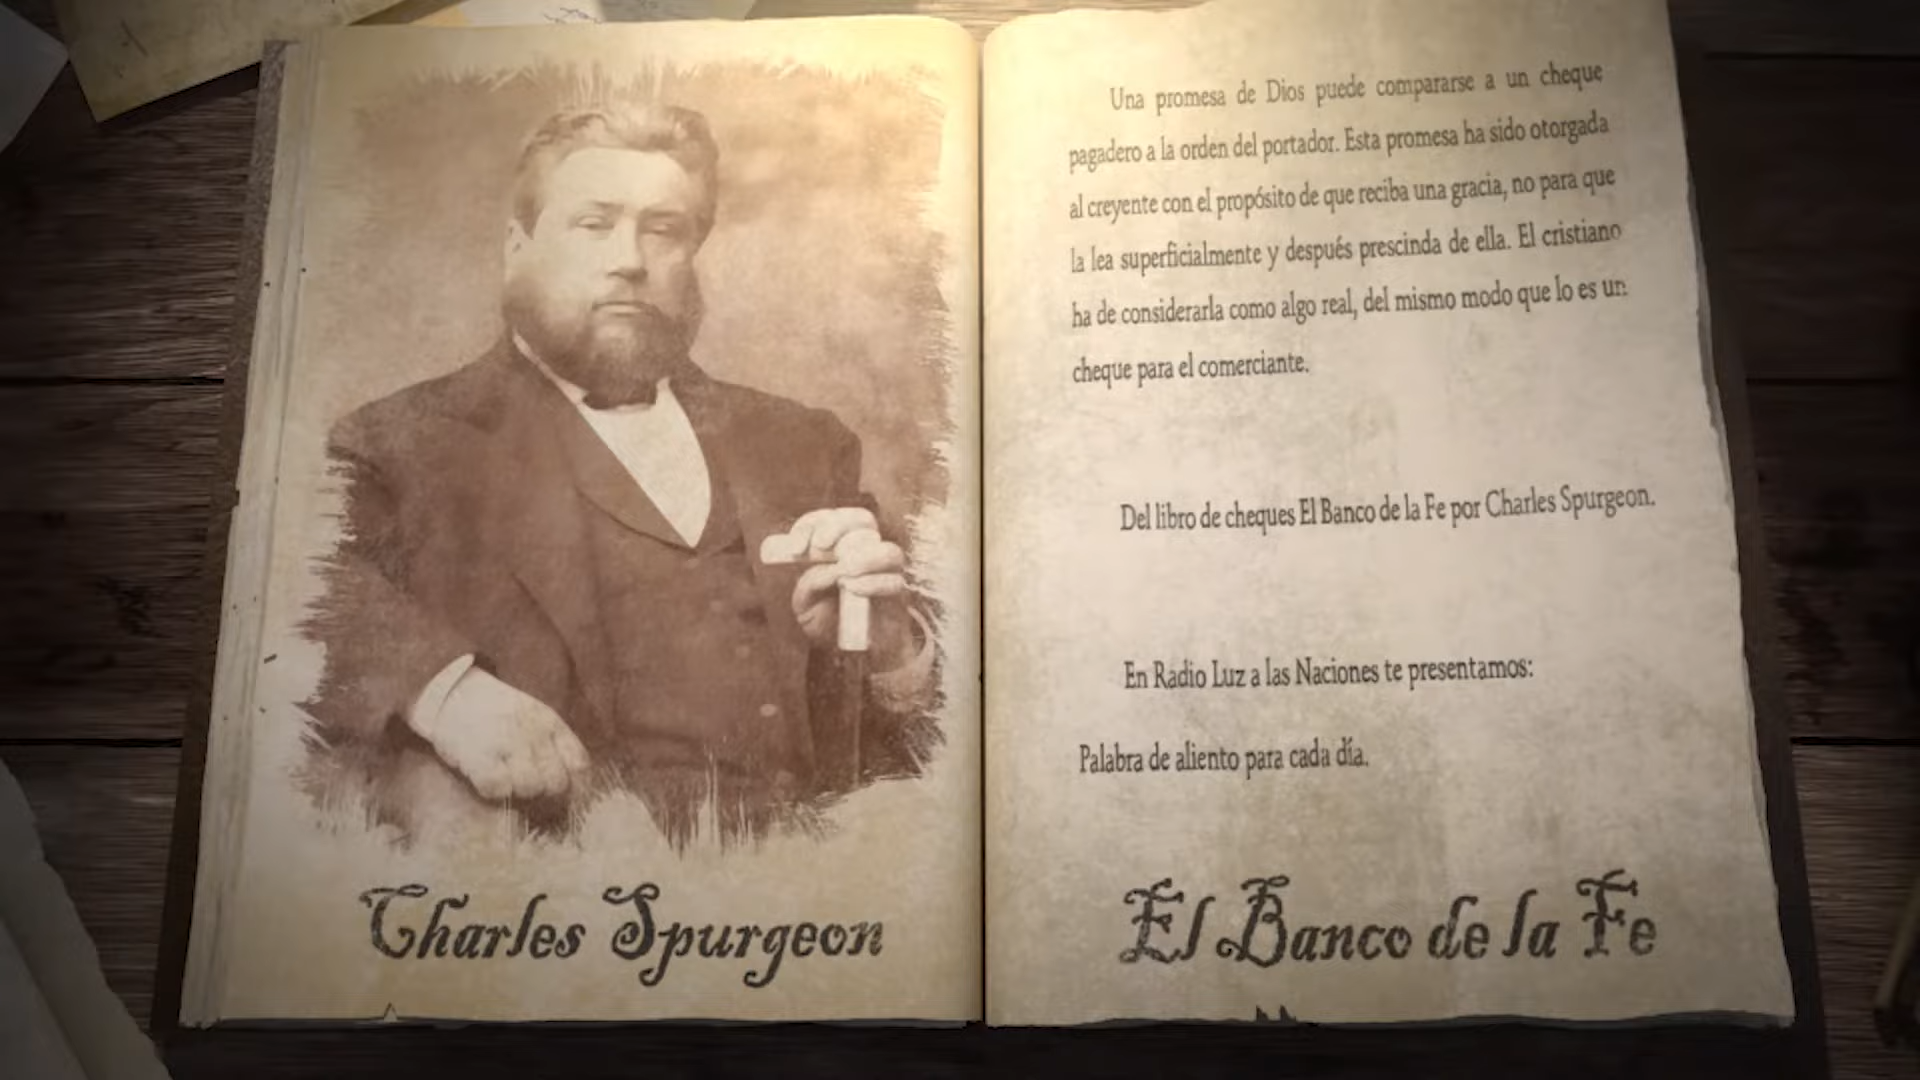 Una promesa de Dios puede compararse a un cheque
pagadero a la orden del portador. Esta promesa ha sido otorgada
al creyente con el propósito de que reciba una gracia, no para que
la lea superficialmente y después prescinda de ella. El cristiano
ha de considerarla como algo real, del mismo modo que lo es un
cheque para el comerciante.
Del libro de cheques El Banco de la Fe por Charles Spurgeon.
En Radio Luz a las Naciones te presentamos:
Palabra de aliento para cada día.
Charles Spurgeon
El Banco de la Fe